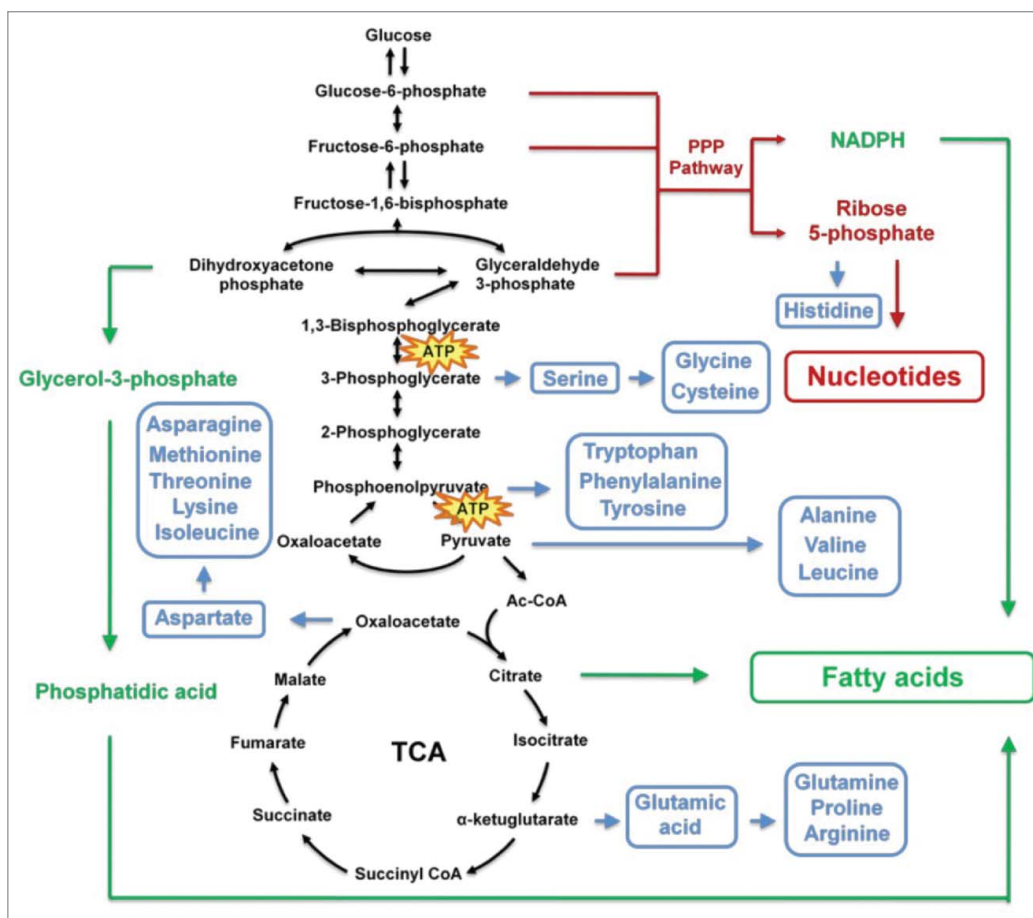 Glucose
Glucose-6-phosphate
Fructose-6-phosphate
Fructose-1,6-bisphosphate
PPP
Pathway
NADPH
Ribose
5-phosphate
Dihydroxyacetone
phosphate
Glyceraldehyde
3-phosphate
Histidine
1,3-Bisphosphoglycerate
ATP
Glycerol-3-phosphate
3-Phosphoglycerate
Serine
Glycine
Cysteine
Nucleotides
Asparagine
Methionine
Threonine
Lysine
Isoleucine
2-Phosphoglycerate
Phosphoenolpyruvate
Tryptophan
Phenylalanine
Tyrosine
ATP
Oxaloacetate
Pyruvate
Alanine
Valine
Leucine
Ac-CoA
Aspartate
Oxaloacetate
Phosphatidic acid
Malate
Citrate
Fatty acids
Fumarate
TCA
Isocitrate
Succinate
α-ketuglutarate
Glutamic
acid
Glutamine
Proline
Arginine
Succinyl CoA